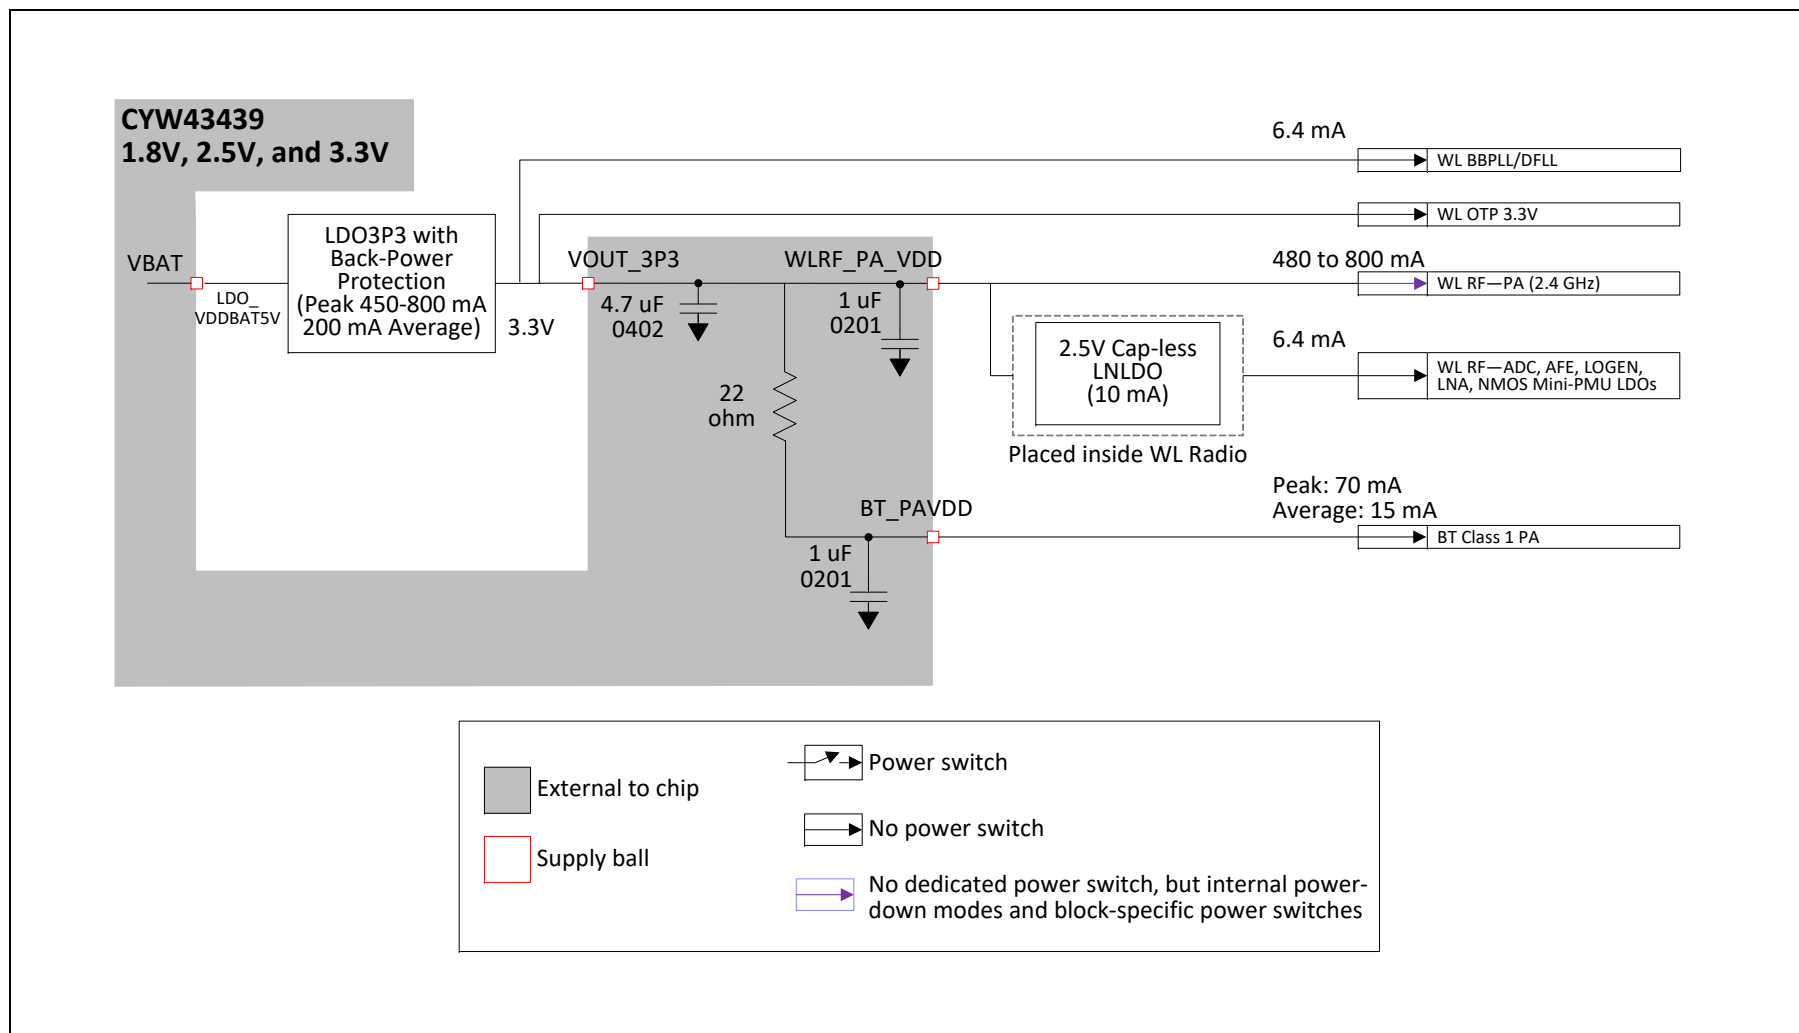 CYW43439
1.8V, 2.5V, and 3.3V
6.4 mA
WL BBPLL/DFLL
WL OTP 3.3V
VBAT
LDO_
VDDBAT5V
LDO3P3 with
Back-Power
Protection
(Peak 450-800 mA
200 mA Average)
3.3V
VOUT_3P3
4.7 uF
0402
WLRF_PA_VDD
1 uF
0201
480 to 800 mA
WL RF—PA (2.4 GHz)
2.5V Cap-less
LNLDO
(10 mA)
Placed inside WL Radio
6.4 mA
WL RF—ADC, AFE, LOGEN,
LNA, NMOS Mini-PMU LDOs
22
ohm
BT_PAVDD
1 uF
0201
Peak: 70 mA
Average: 15 mA
BT Class 1 PA
External to chip
Supply ball
Power switch
No power switch
No dedicated power switch, but internal power-
down modes and block-specific power switches